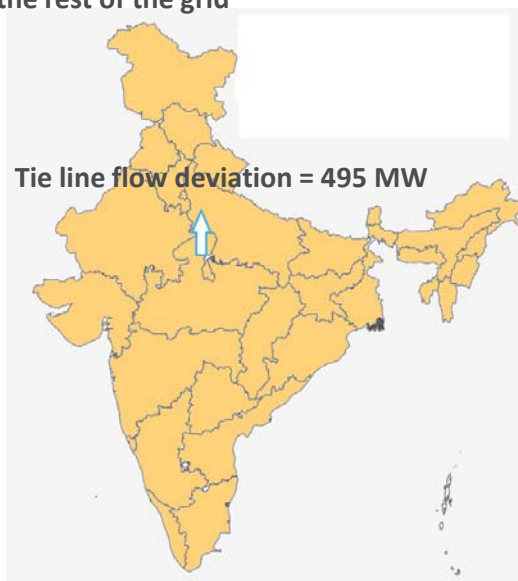 the rest of the grid
Tie line flow deviation = 495 MW